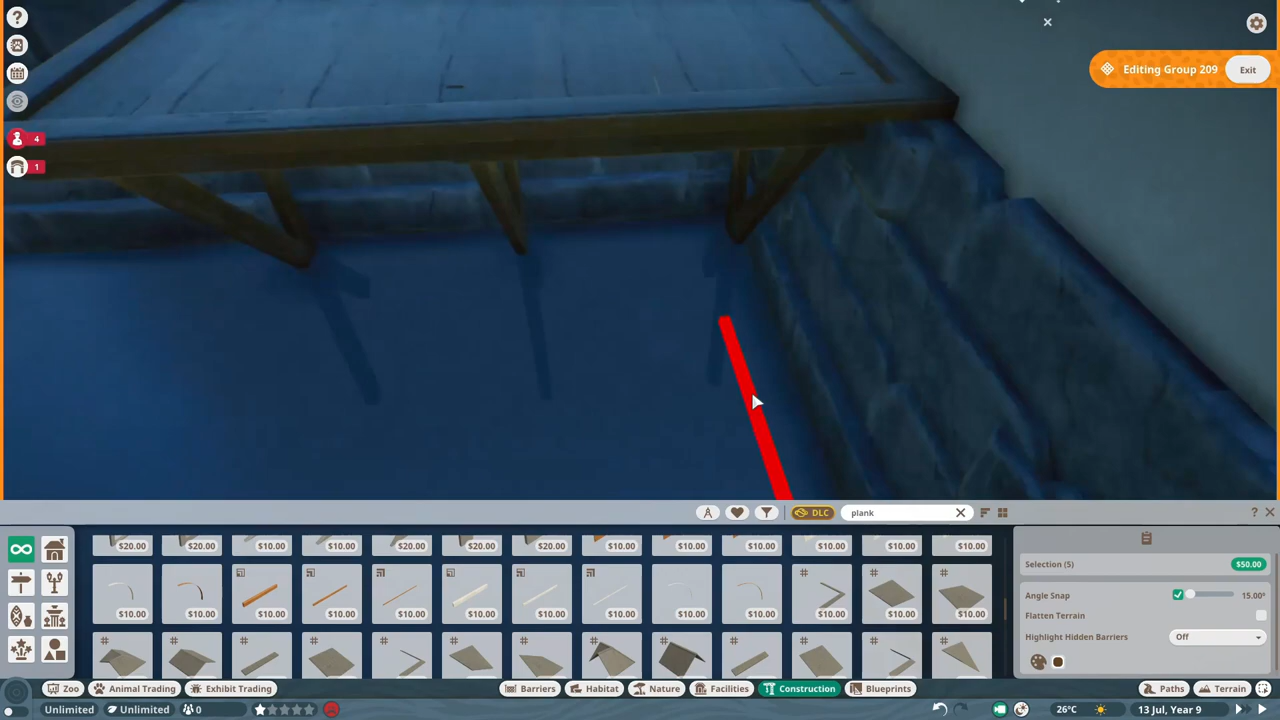 ?
Editing Group 209
Exit
4
1
DLC
plank
?
$20.00 $20.00 $10.00 $10.00 $20.00 $20.00 $20.00 $10.00 $10.00 $10.00 $10.00 $10.00 $10.00
$10.00 $10.00 $10.00 $10.00 $10.00 $10.00 $10.00 $10.00 $10.00 $10.00 $10.00 $10.00 $10.00
Selection (5)
$50.00
Angle Snap
15.00°
Flatten Terrain
Highlight Hidden Barriers
Off
Zoo
Animal Trading
Exhibit Trading
Barriers
Habitat
Nature
Facilities
Construction
Blueprints
Paths
Terrain
Unlimited
Unlimited
0
26°C
13 Jul, Year 9